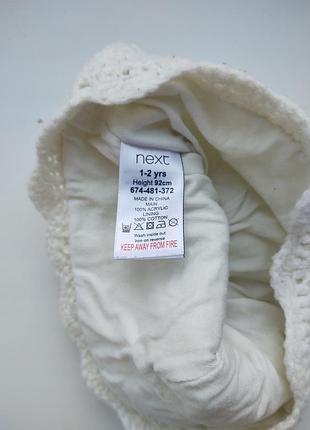 next
1-2 yrs
Height 92cm
674-481-372
MADE IN CHINA
MAIN
100% ACRYLIC
LINING
100% COTTON
Wash inside out
Iron on reverse
KEEP AWAY FROM FIRE